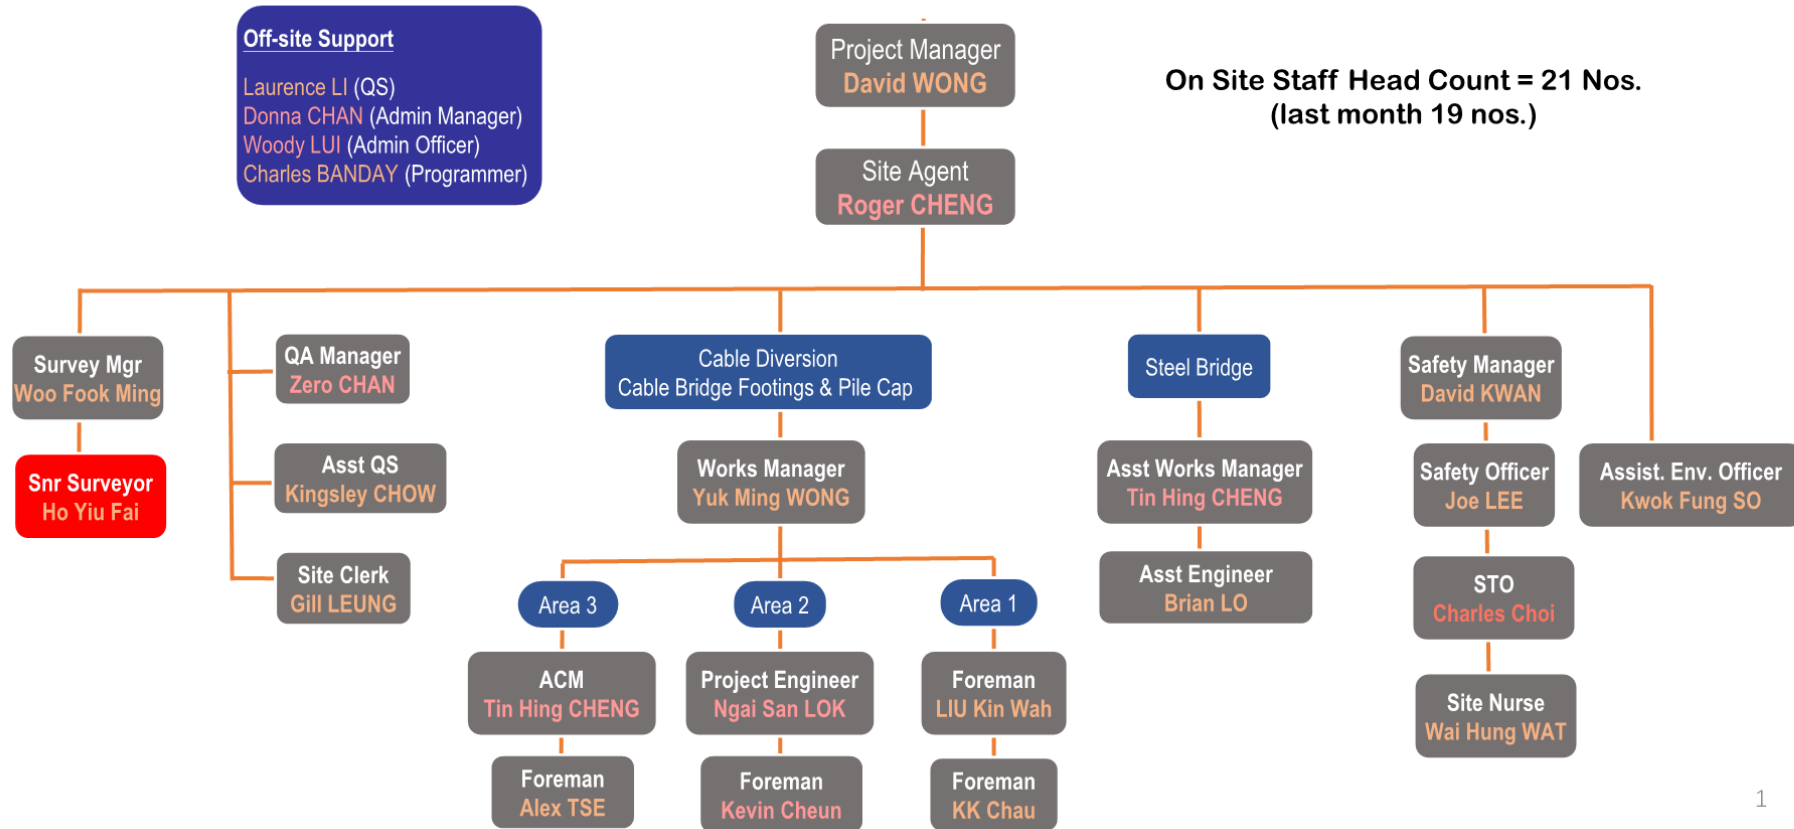 Off-site Support
Laurence LI (QS)
Donna CHAN (Admin Manager)
Woody LUI (Admin Officer)
Charles BANDAY (Programmer)
Project Manager
David WONG
On Site Staff Head Count = 21 Nos.
(last month 19 nos.)
Site Agent
Roger CHENG
Survey Mgr
Woo Fook Ming
Snr Surveyor
Ho Yiu Fai
QA Manager
Zero CHAN
Asst QS
Kingsley CHOW
Site Clerk
Gill LEUNG
Cable Diversion
Cable Bridge Footings & Pile Cap
Works Manager
Yuk Ming WONG
Area 3
ACM
Tin Hing CHENG
Foreman
Alex TSE
Area 2
Project Engineer
Ngai San LOK
Foreman
Kevin Cheun
Area 1
Foreman
LIU Kin Wah
Foreman
KK Chau
Steel Bridge
Asst Works Manager
Tin Hing CHENG
Asst Engineer
Brian LO
Safety Manager
David KWAN
Safety Officer
Joe LEE
STO
Charles Choi
Site Nurse
Wai Hung WAT
Assist. Env. Officer
Kwok Fung SO
1